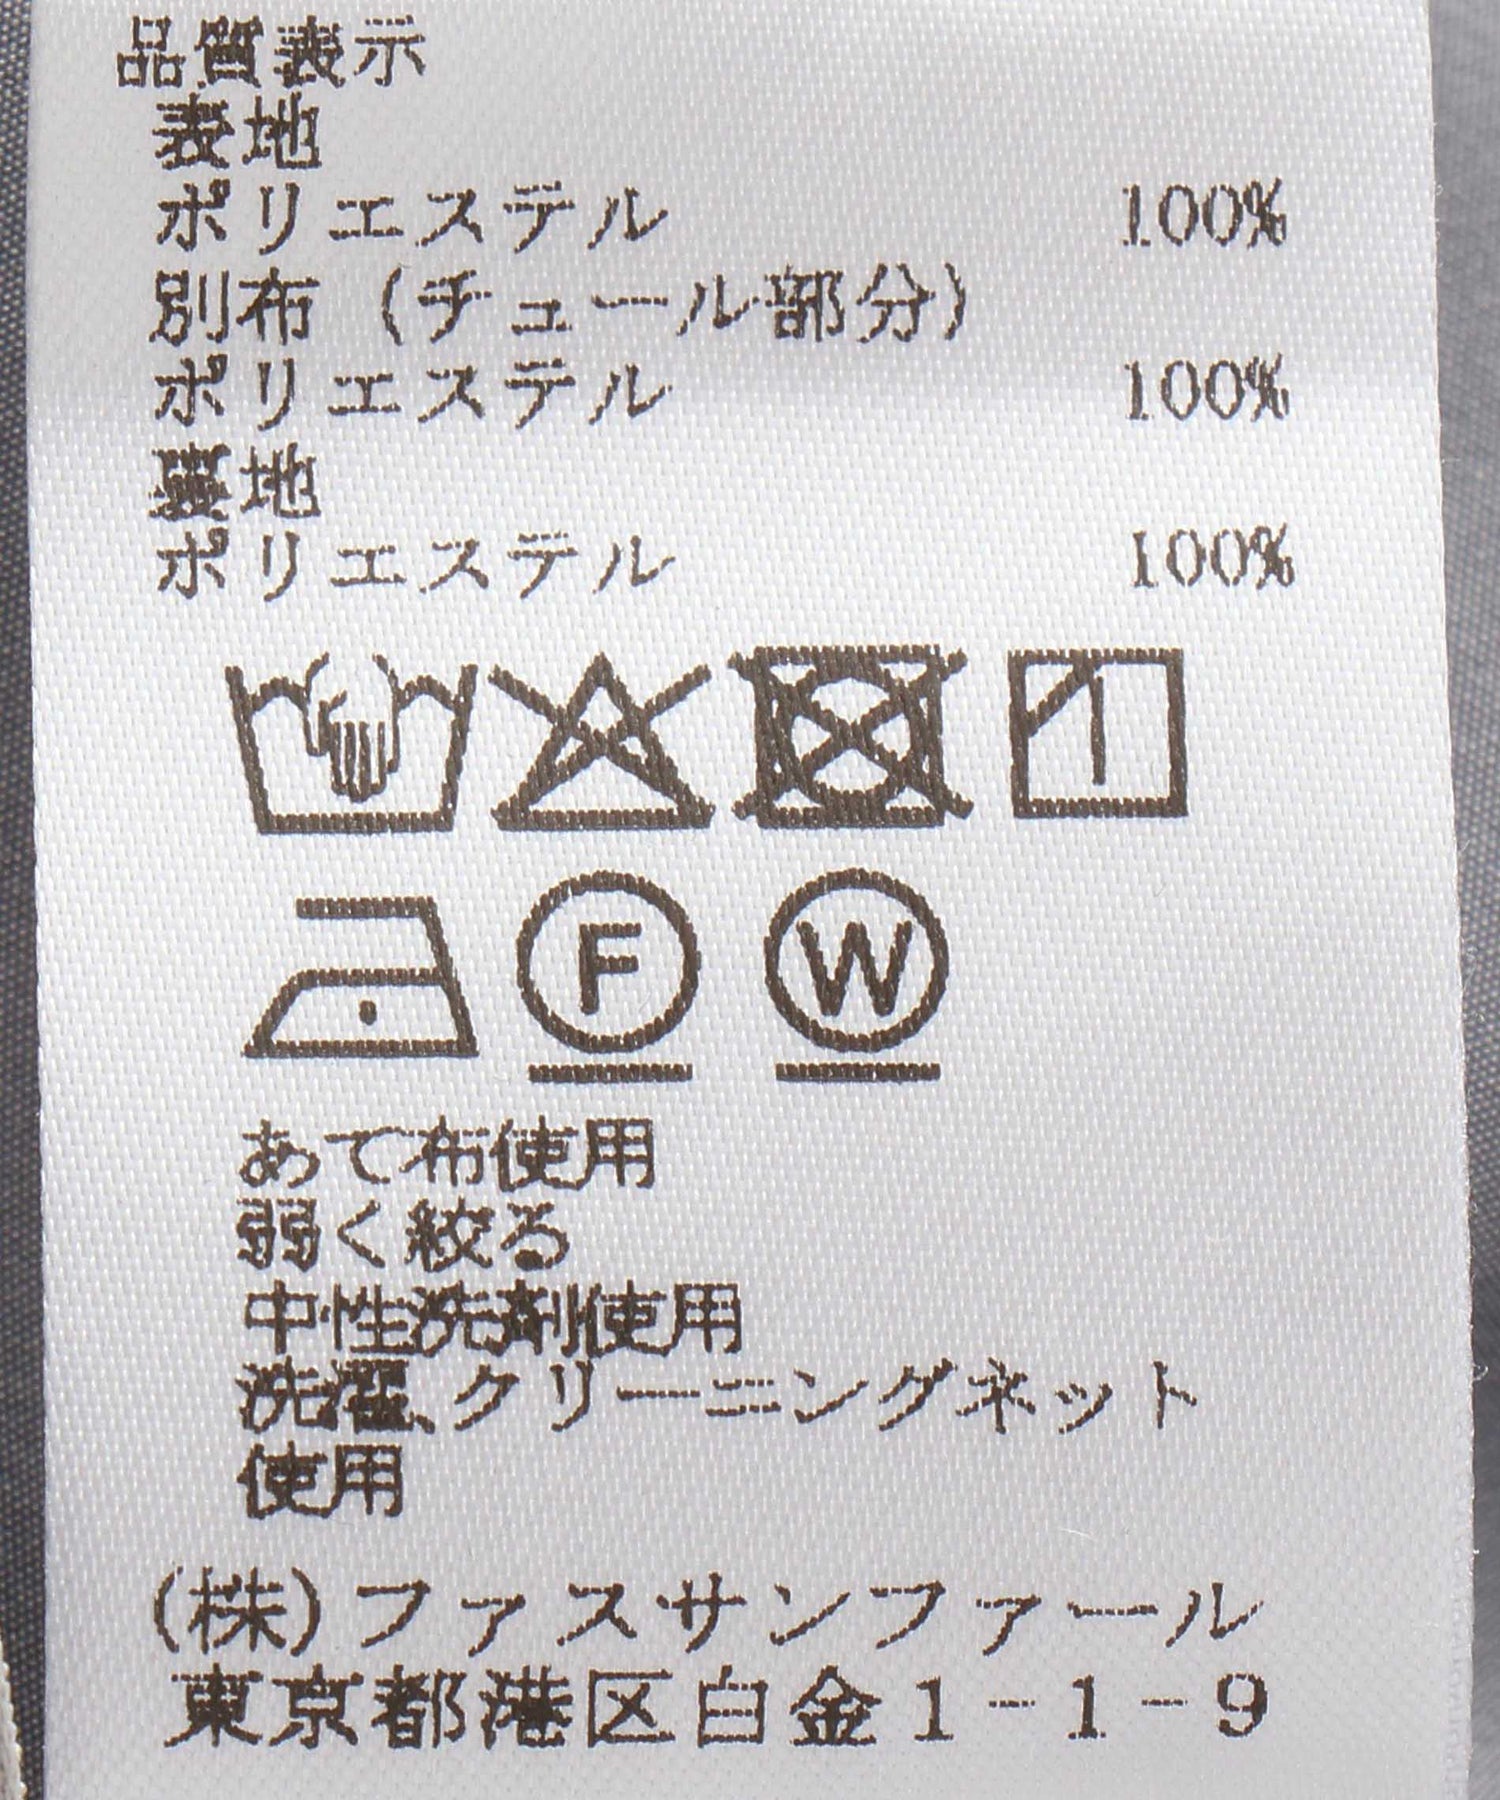 品質表示
表地
ポリエステル 100%
別布(チュール部分)
ポリエステル 100%
裏地
ポリエステル 100%
F W
あて布使用
弱く絞る
中性洗剤使用
洗濯、クリーニングネット
使用
(株)ファスサンファール
東京都港区白金1-1-9